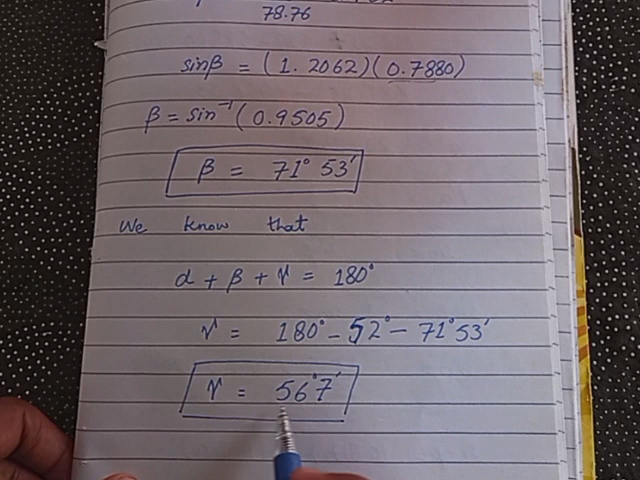 78.76
sinβ = (1.2062)(0.7880)
β = sin⁻¹(0.9505)
β = 71° 53'
We know that
α + β + γ = 180°
γ = 180° - 52° - 71° 53'
γ = 56° 7'